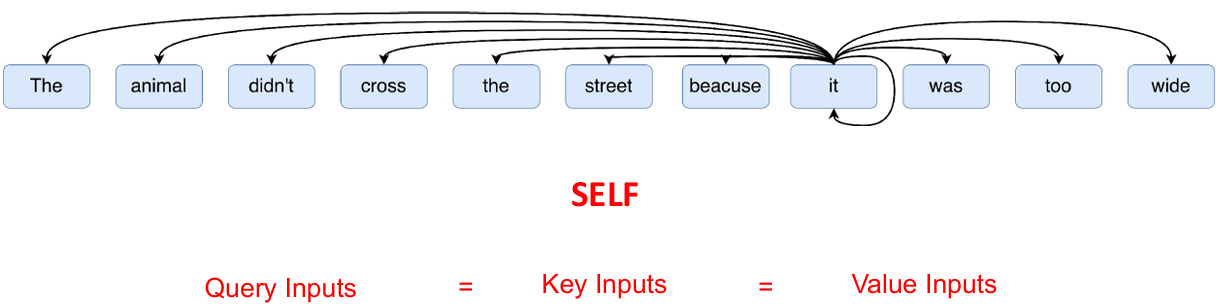 The animal didn't cross the street beacuse it was too wide
SELF
Query Inputs = Key Inputs = Value Inputs